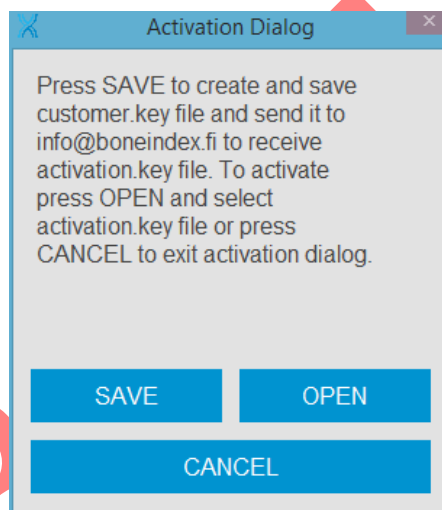 Activation Dialog
Press SAVE to create and save
customer.key file and send it to
info@boneindex.fi to receive
activation.key file. To activate
press OPEN and select
activation.key file or press
CANCEL to exit activation dialog.
SAVE OPEN
CANCEL